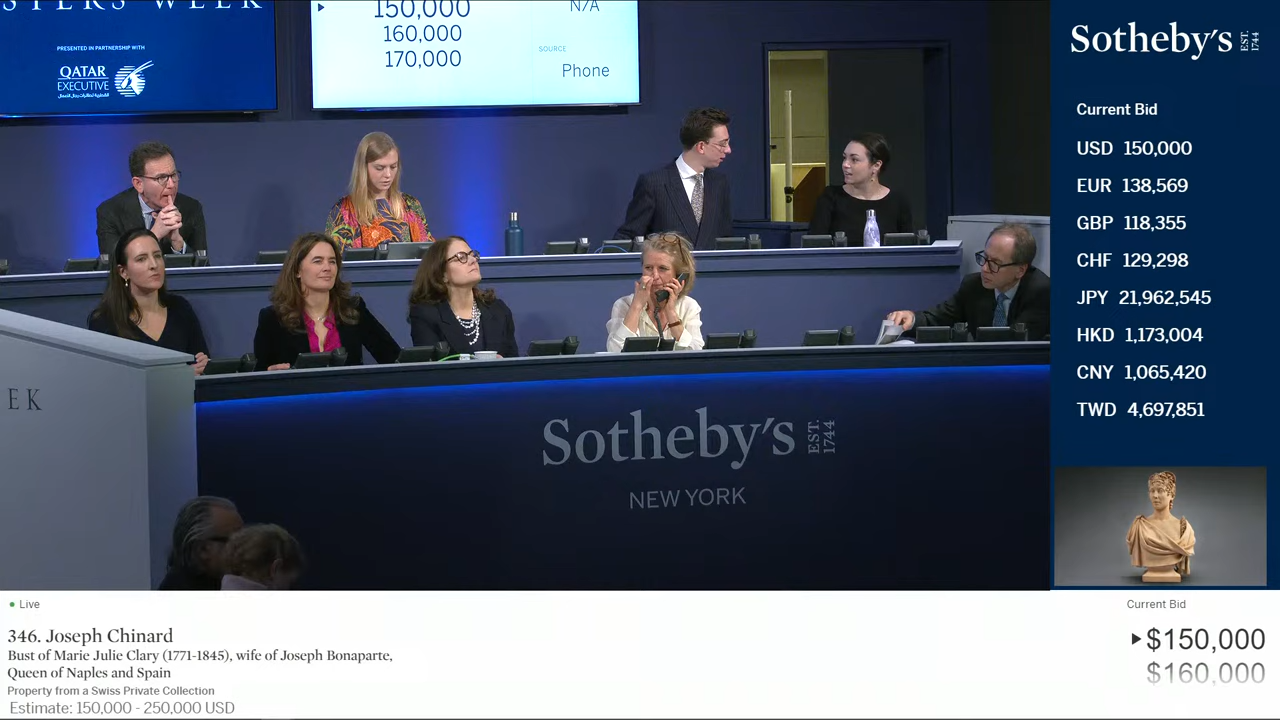 STERS WEEK
PRESENTED IN PARTNERSHIP WITH
QATAR
EXECUTIVE
القطرية لطائرات رجال الأعمال
150,000
160,000
170,000
N/A
SOURCE
Phone
EK
Sotheby's EST. 1744
NEW YORK
Sotheby's EST. 1744
Current Bid
USD 150,000
EUR 138,569
GBP 118,355
CHF 129,298
JPY 21,962,545
HKD 1,173,004
CNY 1,065,420
TWD 4,697,851
Live
346. Joseph Chinard
Bust of Marie Julie Clary (1771-1845), wife of Joseph Bonaparte,
Queen of Naples and Spain
Property from a Swiss Private Collection
Estimate: 150,000 - 250,000 USD
Current Bid
$150,000
$160,000